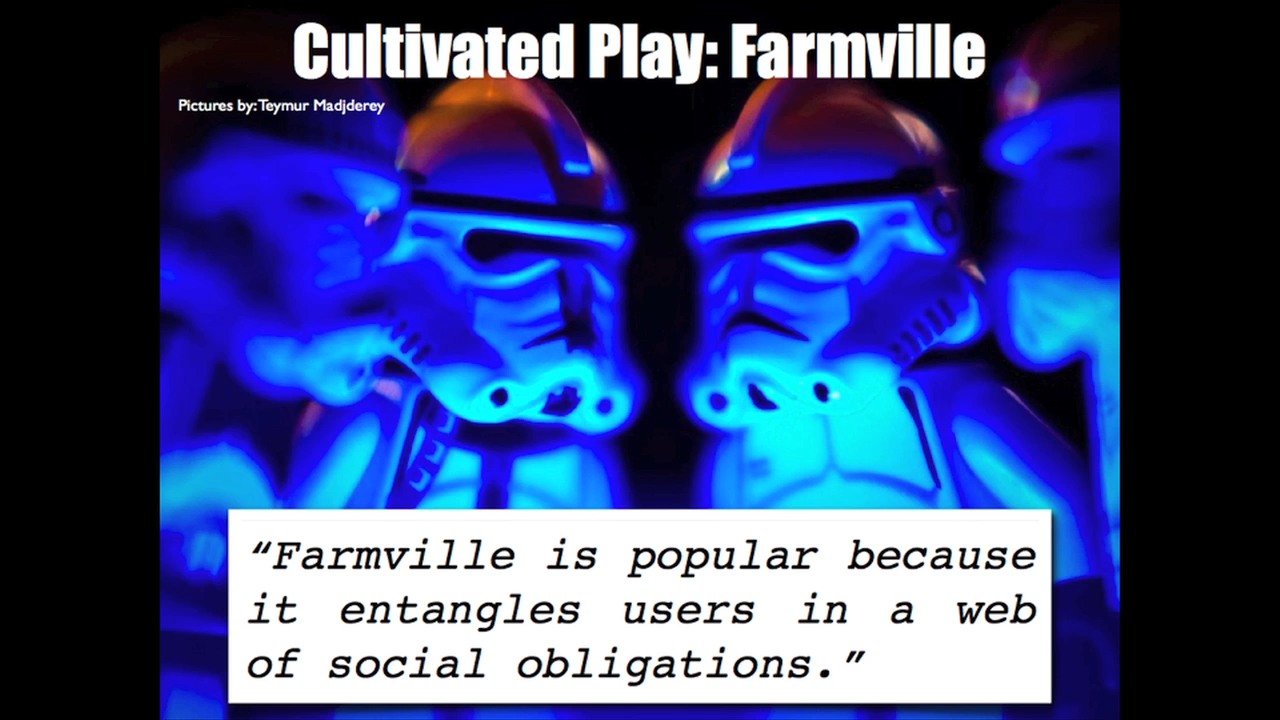 Cultivated Play: Farmville
Pictures by: Teymur Madjderey
“Farmville is popular because
it entangles users in a web
of social obligations.”